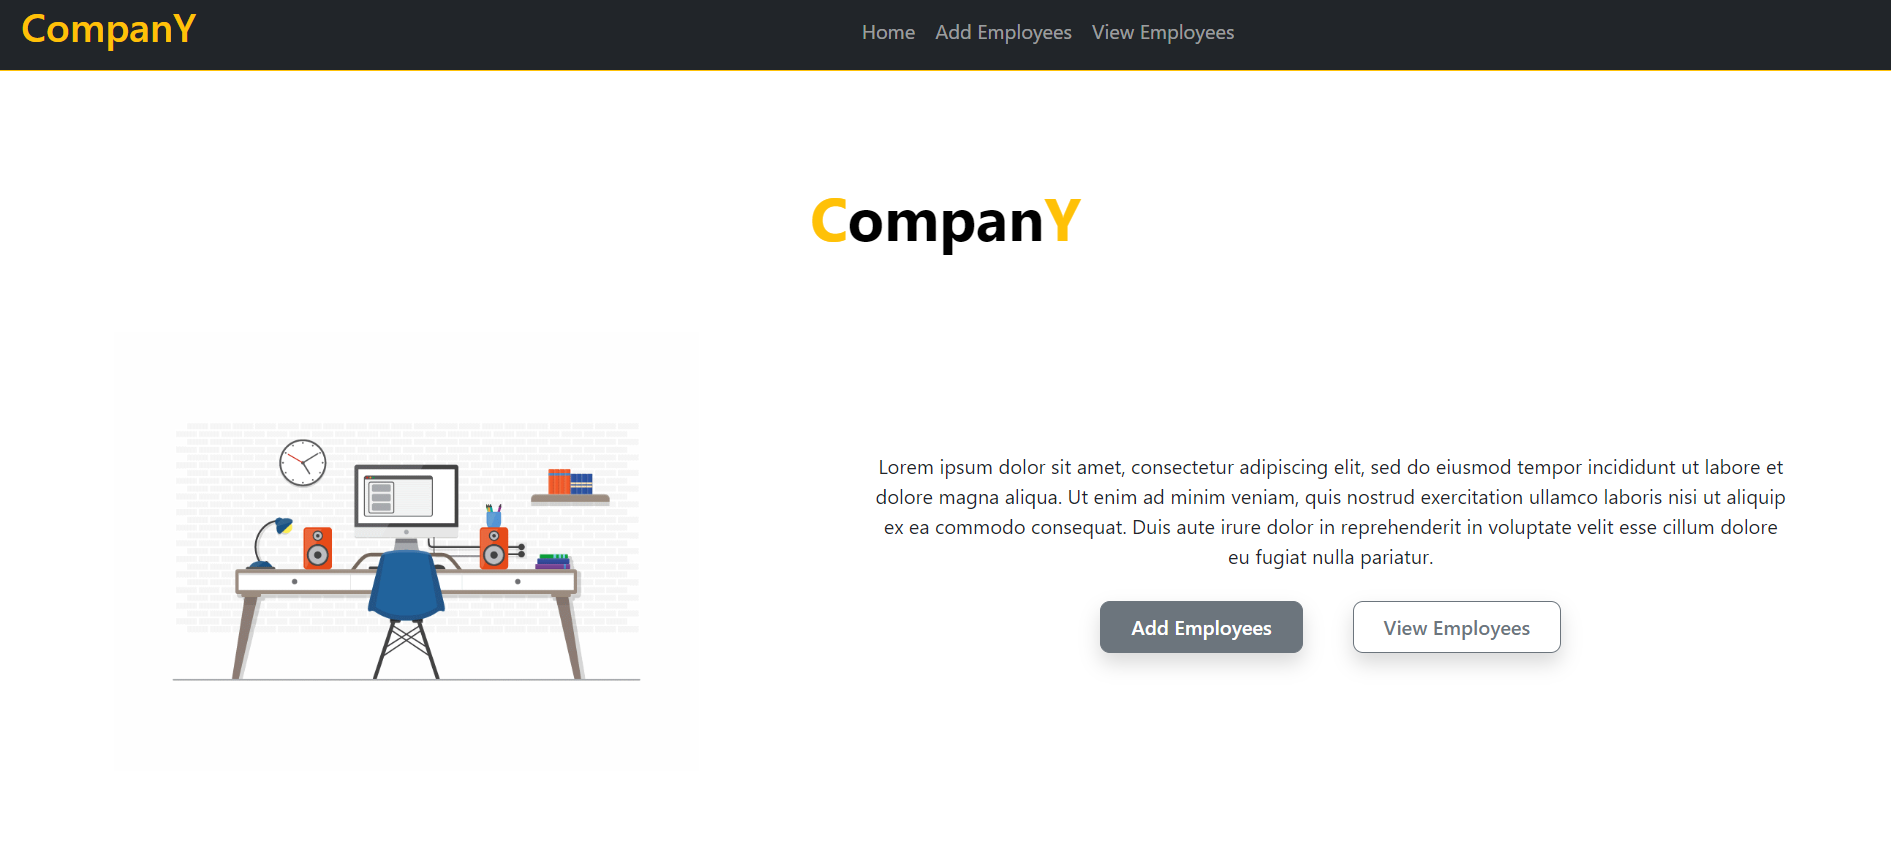 CompanY
Home Add Employees View Employees
CompanY
Lorem ipsum dolor sit amet, consectetur adipiscing elit, sed do eiusmod tempor incididunt ut labore et
dolore magna aliqua. Ut enim ad minim veniam, quis nostrud exercitation ullamco laboris nisi ut aliquip
ex ea commodo consequat. Duis aute irure dolor in reprehenderit in voluptate velit esse cillum dolore
eu fugiat nulla pariatur.
Add Employees View Employees